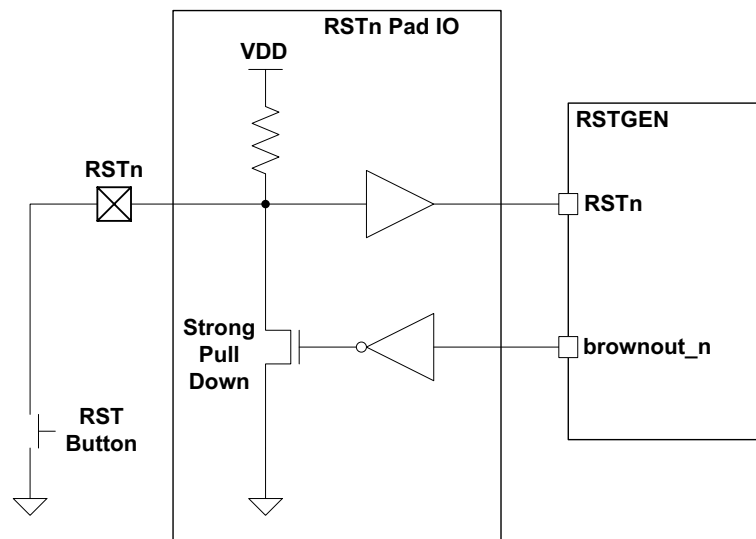 RSTn Pad IO
VDD
RSTGEN
RSTn
RSTn
Strong
Pull
Down
brownout_n
RST
Button